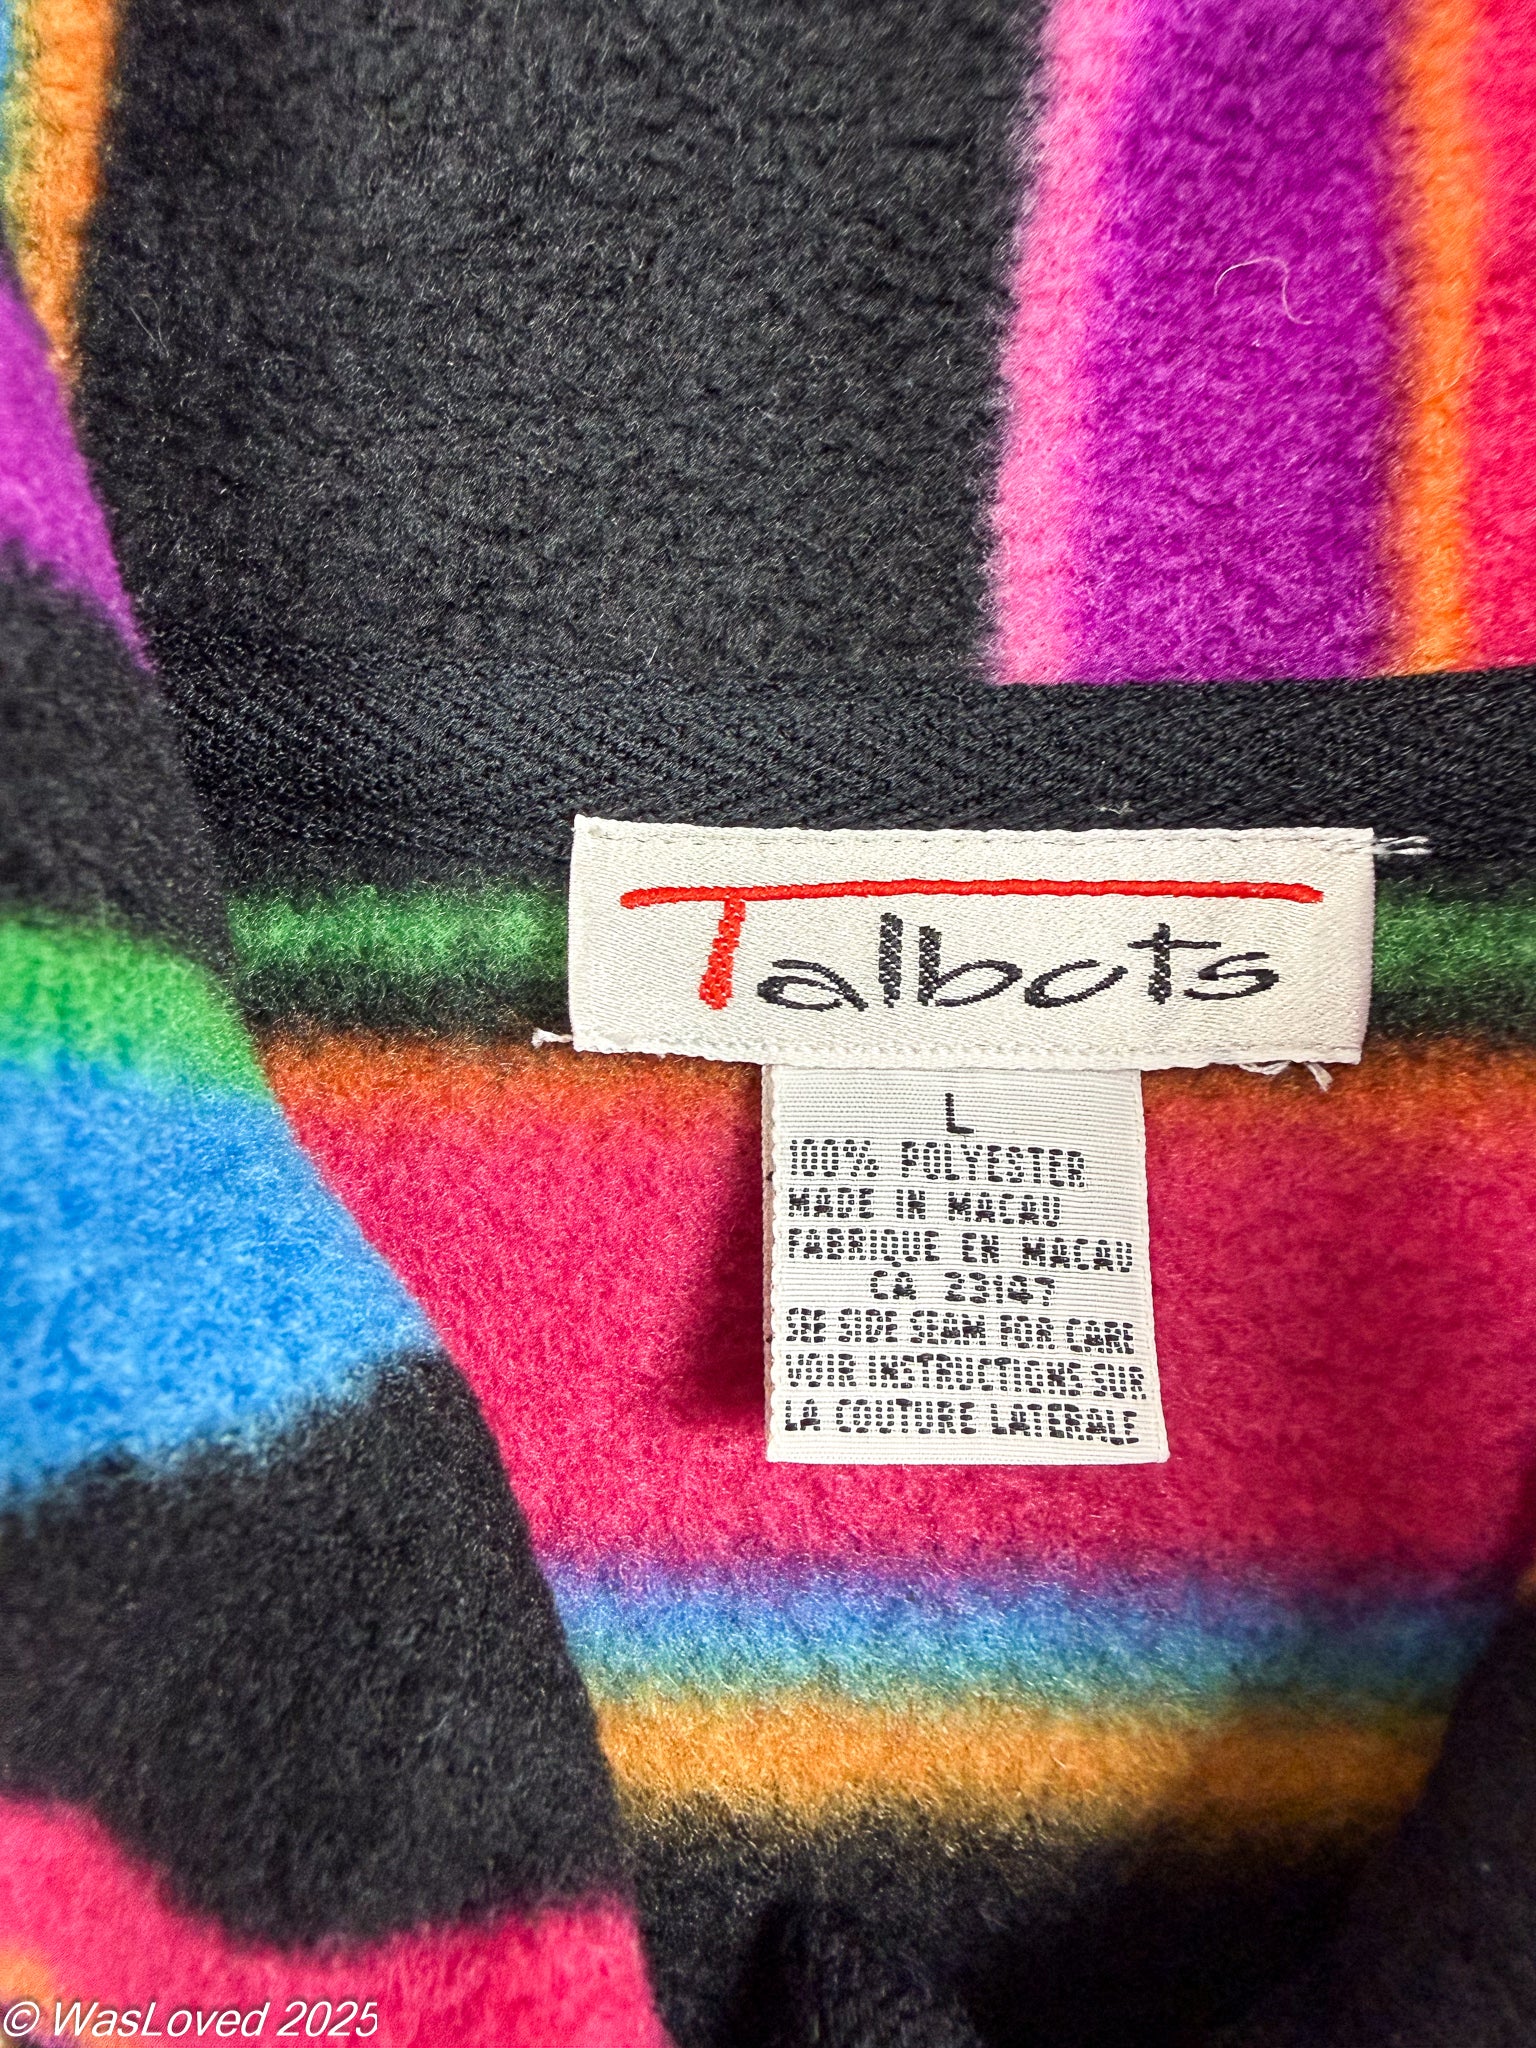 Talbots
L
100% POLYESTER
MADE IN MACAU
FABRIQUE EN MACAU
CA 23107
SEE SIDE SEAM FOR CARE
VOIR INSTRUCTIONS SUR
LA COUTURE LATERALE
© WasLoved 2025